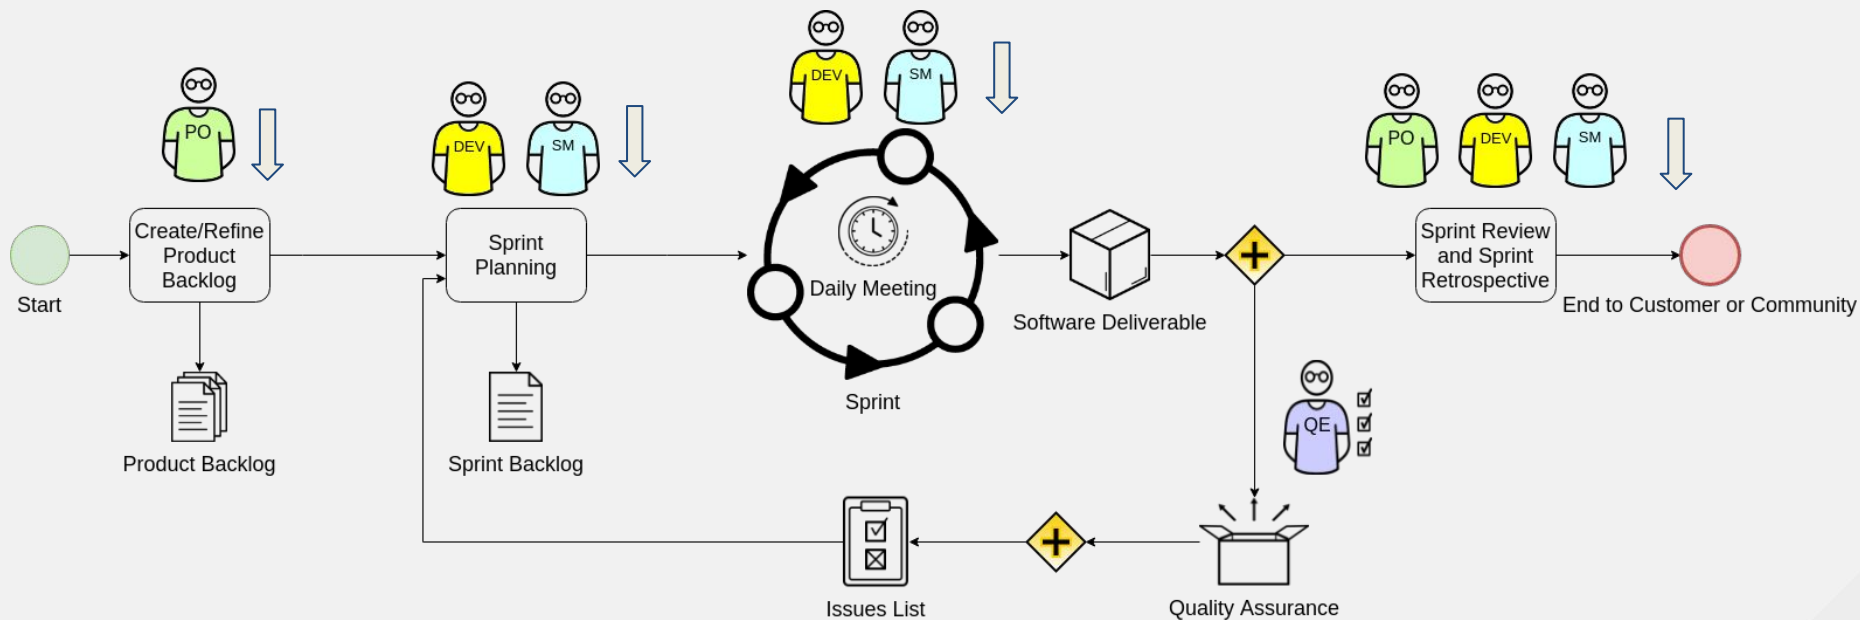 DEV
SM
PO
DEV
SM
PO
DEV
SM
Start
Create/Refine
Product
Backlog
Sprint
Planning
Daily Meeting
Sprint
Software Deliverable
Sprint Review
and Sprint
Retrospective
End to Customer or Community
Product Backlog
Sprint Backlog
QE
Issues List
Quality Assurance